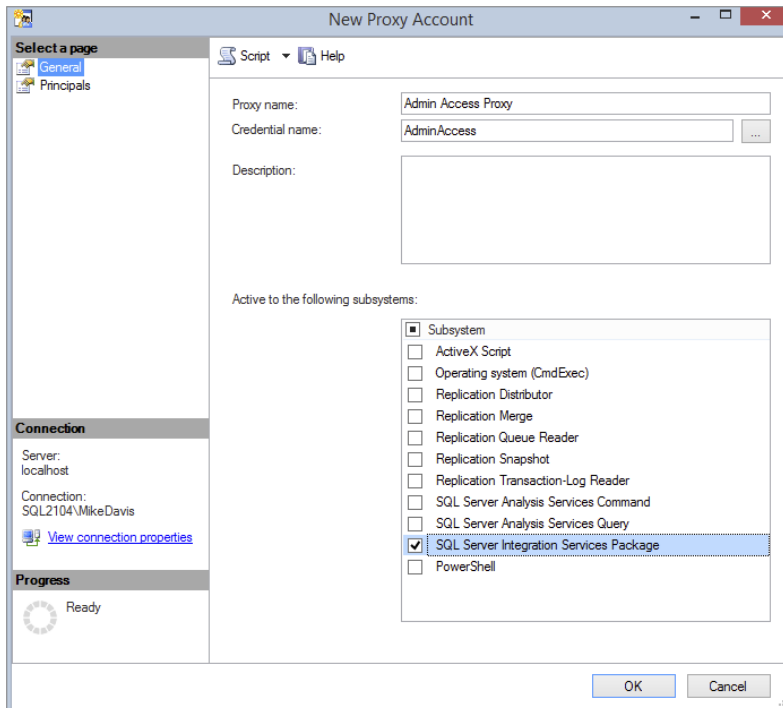 New Proxy Account
Select a page
General
Principals
Script
Help
Proxy name:
Admin Access Proxy
Credential name:
AdminAccess
...
Description:
Active to the following subsystems:
Subsystem
ActiveX Script
Operating system (CmdExec)
Replication Distributor
Replication Merge
Replication Queue Reader
Replication Snapshot
Replication Transaction-Log Reader
SQL Server Analysis Services Command
SQL Server Analysis Services Query
SQL Server Integration Services Package
PowerShell
Connection
Server:
localhost
Connection:
SQL2104\MikeDavis
View connection properties
Progress
Ready
OK
Cancel